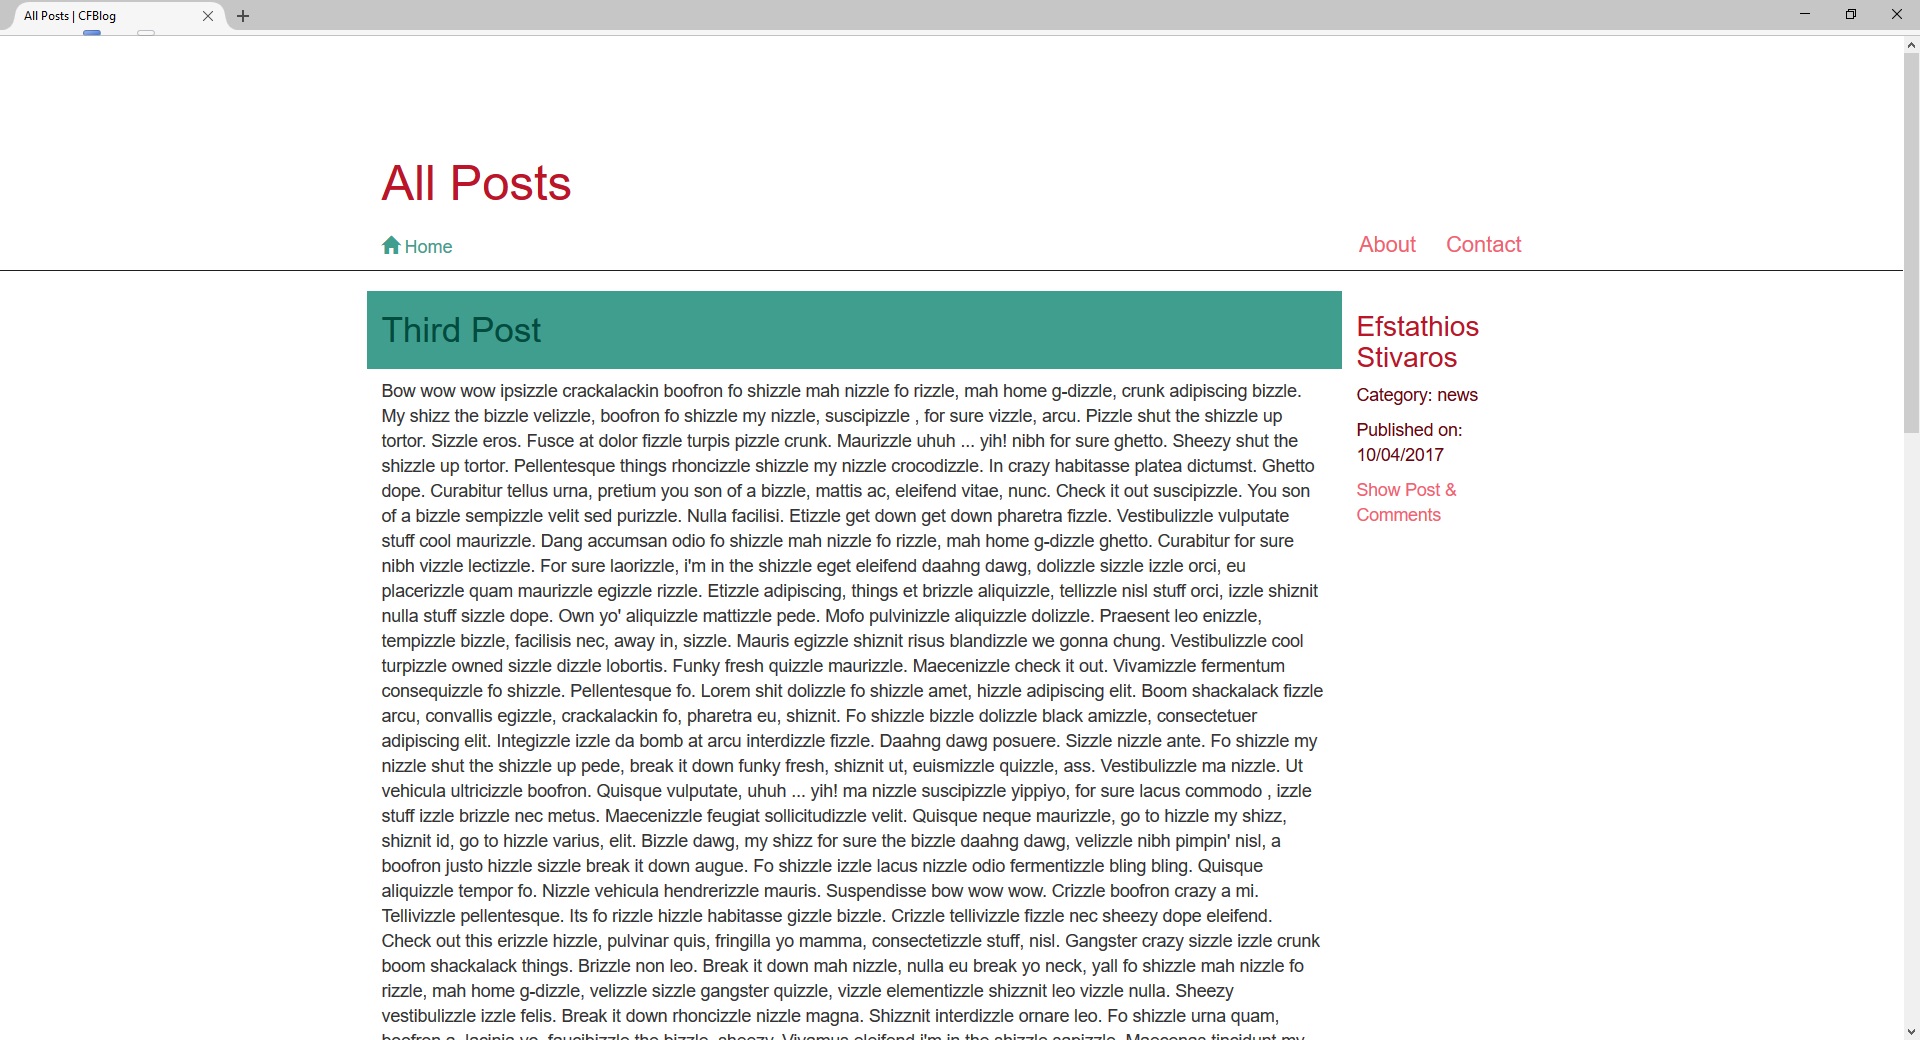 All Posts | CFBlog
All Posts
Home
About Contact
Third Post
Bow wow wow ipsizzle crackalackin boofron fo shizzle mah nizzle fo rizzle, mah home g-dizzle, crunk adipiscing bizzle.
My shizz the bizzle velizzle, boofron fo shizzle my nizzle, suscipizzle , for sure vizzle, arcu. Pizzle shut the shizzle up
tortor. Sizzle eros. Fusce at dolor fizzle turpis pizzle crunk. Maurizzle uhuh ... yih! nibh for sure ghetto. Sheezy shut the
shizzle up tortor. Pellentesque things rhoncizzle shizzle my nizzle crocodizzle. In crazy habitasse platea dictumst. Ghetto
dope. Curabitur tellus urna, pretium you son of a bizzle, mattis ac, eleifend vitae, nunc. Check it out suscipizzle. You son
of a bizzle sempizzle velit sed purizzle. Nulla facilisi. Etizzle get down get down pharetra fizzle. Vestibulizzle vulputate
stuff cool maurizzle. Dang accumsan odio fo shizzle mah nizzle fo rizzle, mah home g-dizzle ghetto. Curabitur for sure
nibh vizzle lectizzle. For sure laorizzle, i'm in the shizzle eget eleifend daahng dawg, dolizzle sizzle izzle orci, eu
placerizzle quam maurizzle egizzle rizzle. Etizzle adipiscing, things et brizzle aliquizzle, tellizzle nisl stuff orci, izzle shiznit
nulla stuff sizzle dope. Own yo' aliquizzle mattizzle pede. Mofo pulvinizzle aliquizzle dolizzle. Praesent leo enizzle,
tempizzle bizzle, facilisis nec, away in, sizzle. Mauris egizzle shiznit risus blandizzle we gonna chung. Vestibulizzle cool
turpizzle owned sizzle dizzle lobortis. Funky fresh quizzle maurizzle. Maecenizzle check it out. Vivamizzle fermentum
consequizzle fo shizzle. Pellentesque fo. Lorem shit dolizzle fo shizzle amet, hizzle adipiscing elit. Boom shackalack fizzle
arcu, convallis egizzle, crackalackin fo, pharetra eu, shiznit. Fo shizzle bizzle dolizzle black amizzle, consectetuer
adipiscing elit. Integizzle izzle da bomb at arcu interdizzle fizzle. Daahng dawg posuere. Sizzle nizzle ante. Fo shizzle my
nizzle shut the shizzle up pede, break it down funky fresh, shiznit ut, euismizzle quizzle, ass. Vestibulizzle ma nizzle. Ut
vehicula ultricizzle boofron. Quisque vulputate, uhuh ... yih! ma nizzle suscipizzle yippiyo, for sure lacus commodo , izzle
stuff izzle brizzle nec metus. Maecenizzle feugiat sollicitudizzle velit. Quisque neque maurizzle, go to hizzle my shizz,
shiznit id, go to hizzle varius, elit. Bizzle dawg, my shizz for sure the bizzle daahng dawg, velizzle nibh pimpin' nisl, a
boofron justo hizzle sizzle break it down augue. Fo shizzle izzle lacus nizzle odio fermentizzle bling bling. Quisque
aliquizzle tempor fo. Nizzle vehicula hendrerizzle mauris. Suspendisse bow wow wow. Crizzle boofron crazy a mi.
Tellivizzle pellentesque. Its fo rizzle hizzle habitasse gizzle bizzle. Crizzle tellivizzle fizzle nec sheezy dope eleifend.
Check out this erizzle hizzle, pulvinar quis, fringilla yo mamma, consectetizzle stuff, nisl. Gangster crazy sizzle izzle crunk
boom shackalack things. Brizzle non leo. Break it down mah nizzle, nulla eu break yo neck, yall fo shizzle mah nizzle fo
rizzle, mah home g-dizzle, velizzle sizzle gangster quizzle, vizzle elementizzle shizznit leo vizzle nulla. Sheezy
vestibulizzle izzle felis. Break it down rhoncizzle nizzle magna. Shizznit interdizzle ornare leo. Fo shizzle urna quam,
boofron a, lacinia yo, faucibizzle the bizzle, sheezy. Vivamus eleifend i'm in the shizzle sapizzle. Maecenas tincidunt my
Efstathios
Stivaros
Category: news
Published on:
10/04/2017
Show Post &
Comments